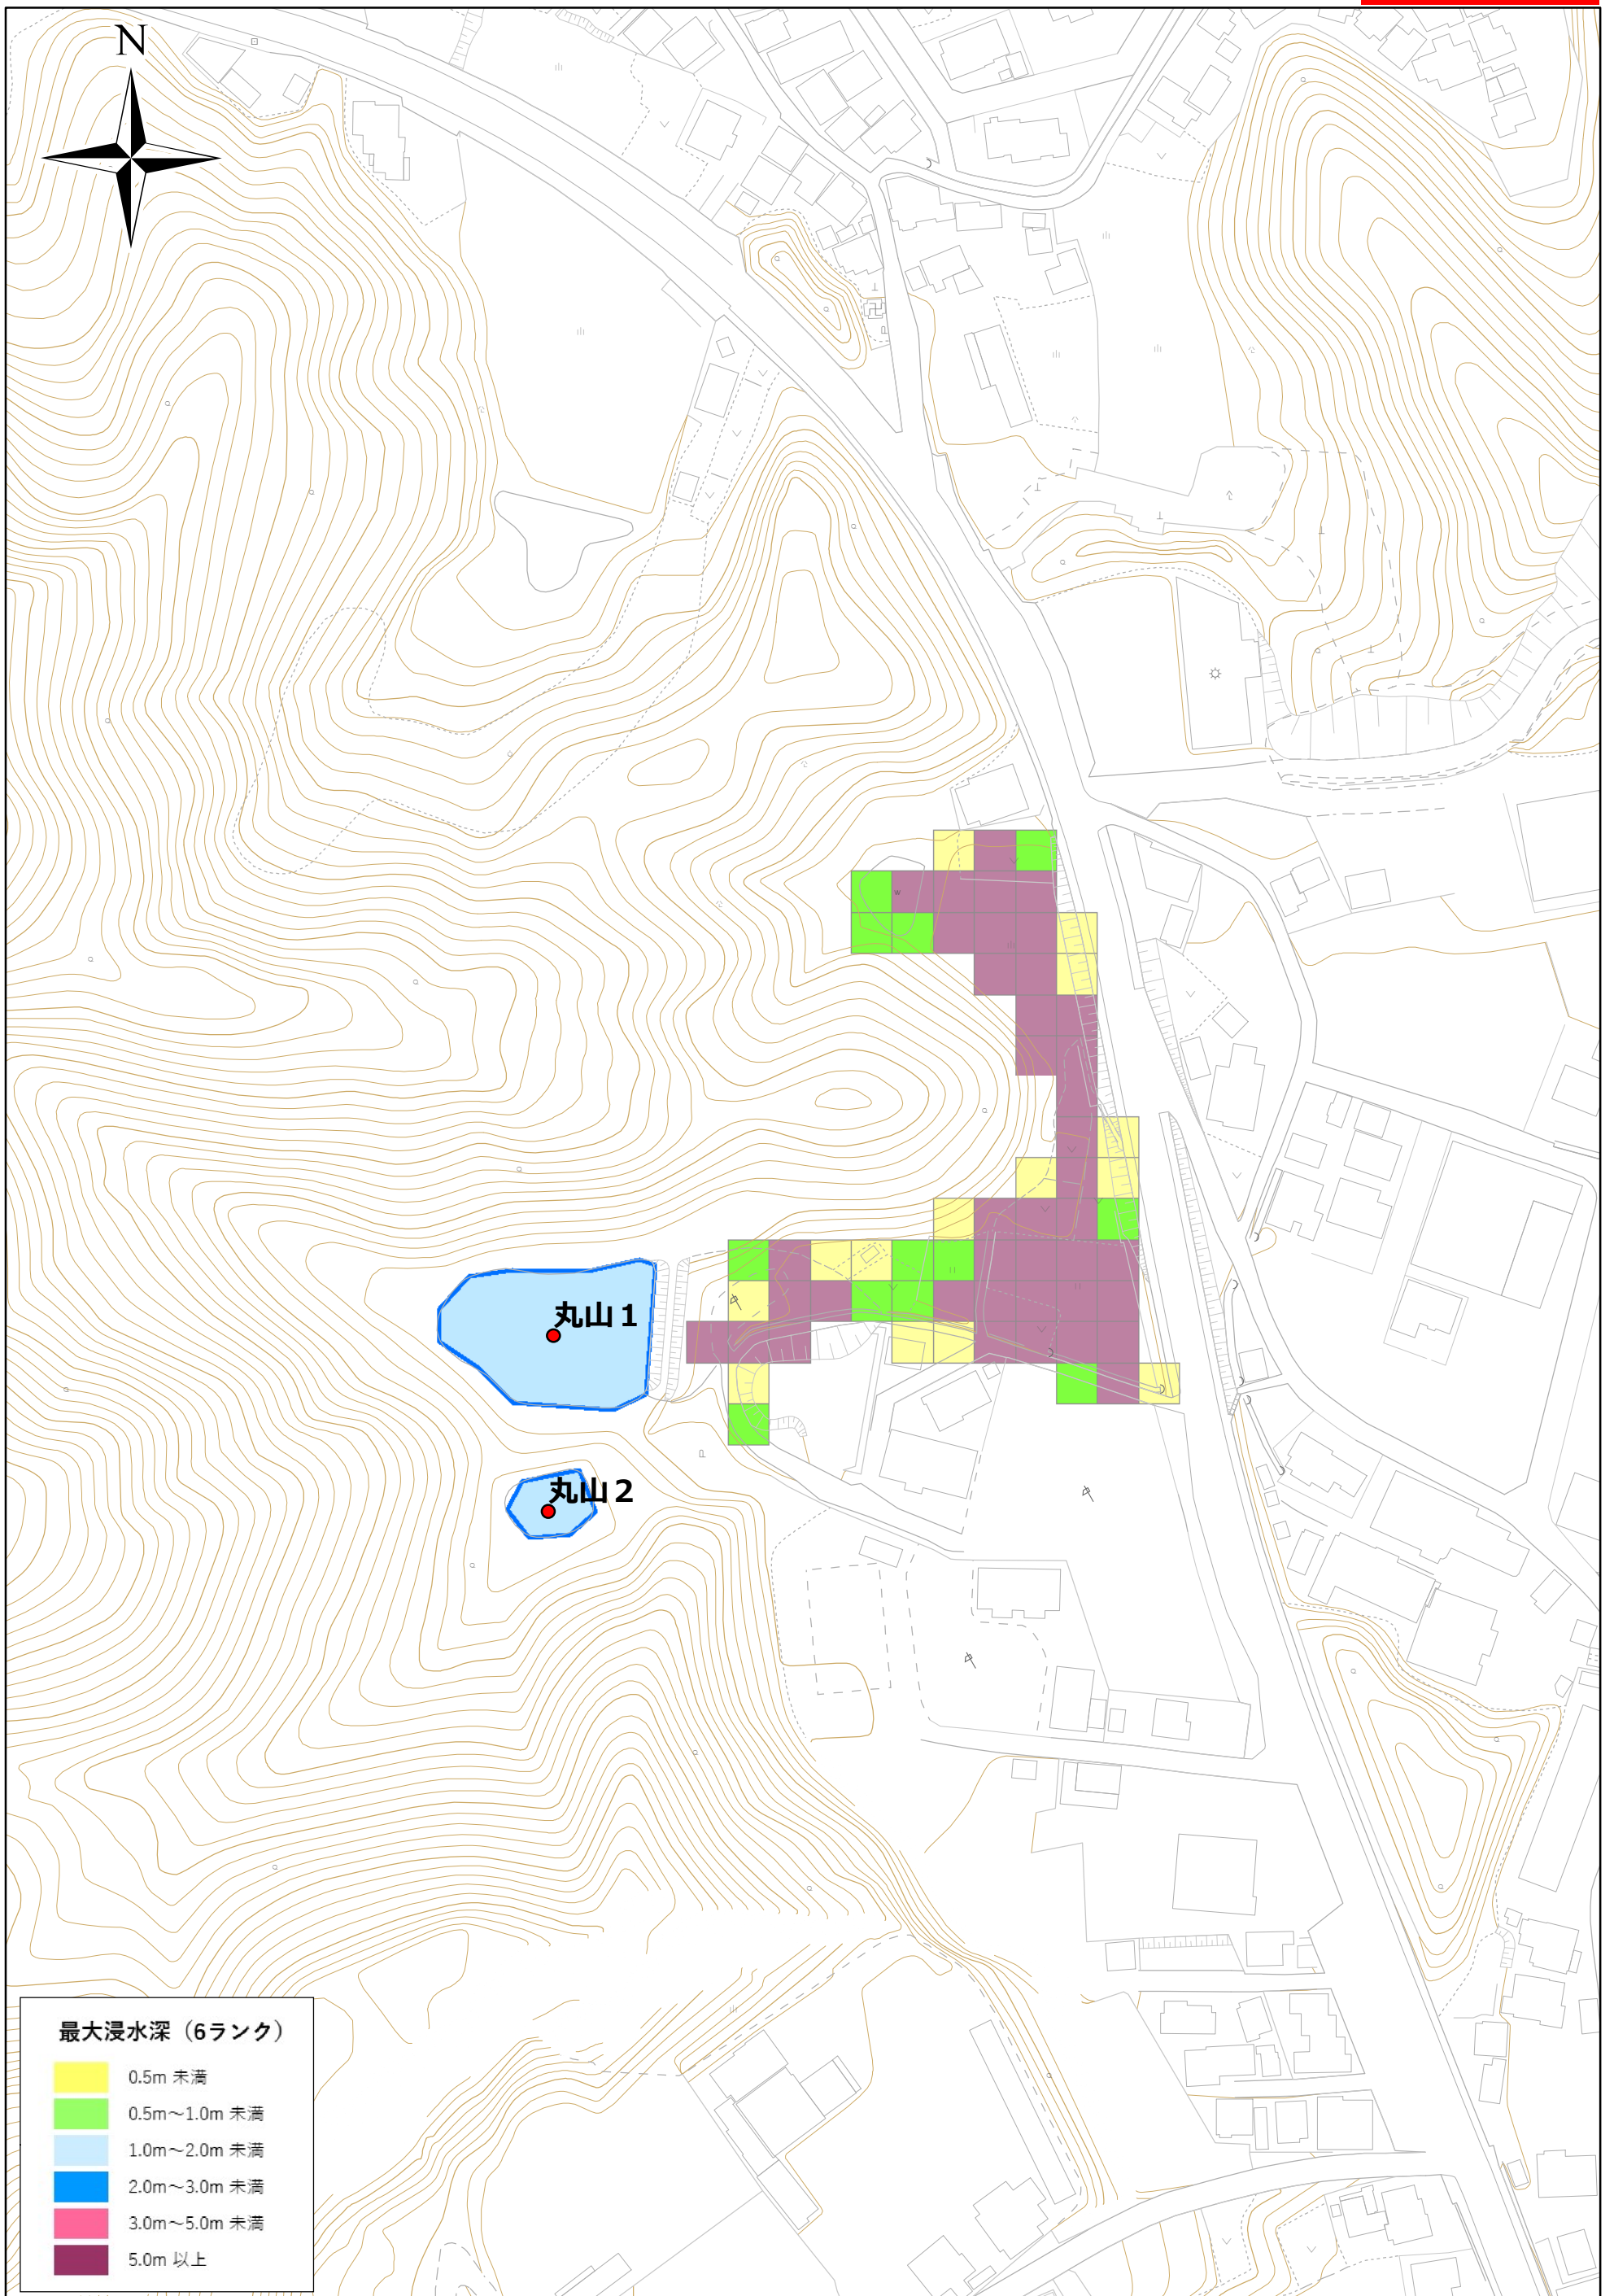 N
丸山１
丸山２
最大浸水深（6ランク）
0.5m 未満
0.5m～1.0m 未満
1.0m～2.0m 未満
2.0m～3.0m 未満
3.0m～5.0m 未満
5.0m 以上